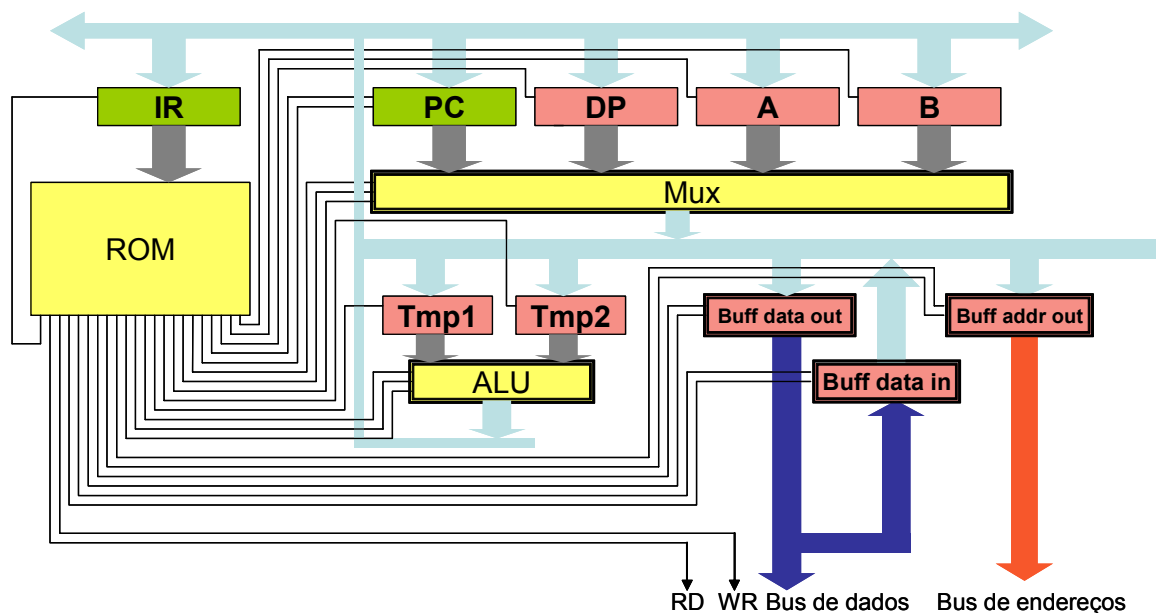 IR
PC
DP
A
B
Mux
ROM
Tmp1
Tmp2
Buff data out
Buff addr out
ALU
Buff data in
RD WR Bus de dados
Bus de endereços